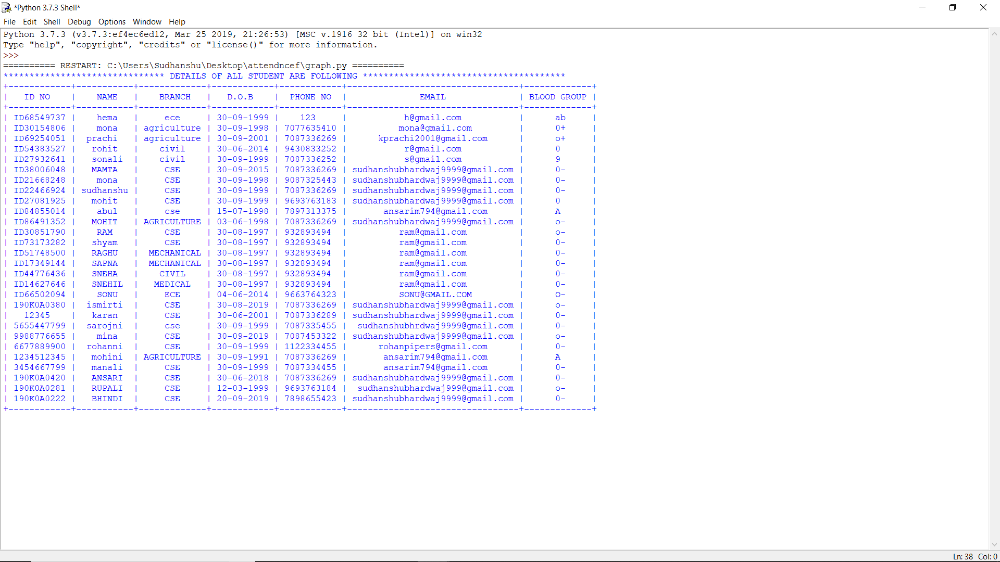 *Python 3.7.3 Shell*
File Edit Shell Debug Options Window Help
Python 3.7.3 (v3.7.3:ef4ec6ed12, Mar 25 2019, 21:26:53) [MSC v.1916 32 bit (Intel)] on win32
Type "help", "copyright", "credits" or "license()" for more information.
>>>
========== RESTART: C:\Users\Sudhanshu\Desktop\attendncef\graph.py ==========
******************************* DETAILS OF ALL STUDENT ARE FOLLOWING ***************************************
+------------+-----------+-------------+------------+------------+---------------------------------+-------------+
| ID NO | NAME | BRANCH | D.O.B | PHONE NO | EMAIL | BLOOD GROUP |
+------------+-----------+-------------+------------+------------+---------------------------------+-------------+
| ID68549737 | hema | ece | 30-09-1999 | 123 | h@gmail.com | ab |
| ID30154806 | mona | agriculture | 30-09-1998 | 7077635410 | mona@gmail.com | 0+ |
| ID69254051 | prachi | agriculture | 30-09-2001 | 7087336269 | kprachi2001@gmail.com | o+ |
| ID54383527 | rohit | civil | 30-06-2014 | 9430833252 | r@gmail.com | 0 |
| ID27932641 | sonali | civil | 30-09-1999 | 7087336252 | s@gmail.com | 9 |
| ID38006048 | MAMTA | CSE | 30-09-2015 | 7087336269 | sudhanshubhardwaj9999@gmail.com | 0- |
| ID21668248 | mona | CSE | 30-09-1998 | 9087325443 | sudhanshubhardwaj9999@gmail.com | 0- |
| ID22466924 | sudhanshu | CSE | 30-09-1999 | 7087336269 | sudhanshubhardwaj9999@gmail.com | 0- |
| ID27081925 | mohit | CSE | 30-09-1999 | 9693763183 | sudhanshubhardwaj9999@gmail.com | 0 |
| ID84855014 | abul | cse | 15-07-1998 | 7897313375 | ansarim794@gmail.com | A |
| ID86491352 | MOHIT | AGRICULTURE | 03-06-1998 | 7087336269 | sudhanshubhardwaj9999@gmail.com | o- |
| ID30851790 | RAM | CSE | 30-08-1997 | 932893494 | ram@gmail.com | o- |
| ID73173282 | shyam | CSE | 30-08-1997 | 932893494 | ram@gmail.com | 0- |
| ID51748500 | RAGHU | MECHANICAL | 30-08-1997 | 932893494 | ram@gmail.com | 0- |
| ID17349144 | SAPNA | MECHANICAL | 30-08-1997 | 932893494 | ram@gmail.com | 0- |
| ID44776436 | SNEHA | CIVIL | 30-08-1997 | 932893494 | ram@gmail.com | 0- |
| ID14627646 | SNEHIL | MEDICAL | 30-08-1997 | 932893494 | ram@gmail.com | 0- |
| ID66502094 | SONU | ECE | 04-06-2014 | 9663764323 | SONU@GMAIL.COM | O- |
| 190K0A0380 | ismirti | CSE | 30-08-2019 | 7087336269 | sudhanshubhardwaj9999@gmail.com | o- |
| 12345 | karan | CSE | 30-06-2001 | 7087336289 | sudhanshubhardwaj9999@gmail.com | 0- |
| 5655447799 | sarojni | cse | 30-09-1999 | 7087335455 | sudhanshubhrdwaj9999@gmail.com | 0- |
| 9988776655 | mina | CSE | 30-09-2019 | 7087453322 | sudhanshubhardwaj9999@gmail.com | o- |
| 6677889900 | rohanni | CSE | 30-09-1999 | 1122334455 | rohanpipers@gmail.com | 0- |
| 1234512345 | mohini | AGRICULTURE | 30-09-1991 | 7087336269 | ansarim794@gmail.com | A |
| 3454667799 | manali | CSE | 30-09-1999 | 7087334455 | ansarim794@gmail.com | 0- |
| 190K0A0420 | ANSARI | CSE | 30-06-2018 | 7087336269 | sudhanshubhardwaj9999@gmail.com | 0- |
| 190K0A0281 | RUPALI | CSE | 12-03-1999 | 9693763184 | sudhanshubhardwaj999@gmail.com | o- |
| 190K0A0222 | BHINDI | CSE | 20-09-2019 | 7898655423 | sudhanshubhardwaj9999@gmail.com | 0- |
+------------+-----------+-------------+------------+------------+---------------------------------+-------------+
Ln: 38 Col: 0